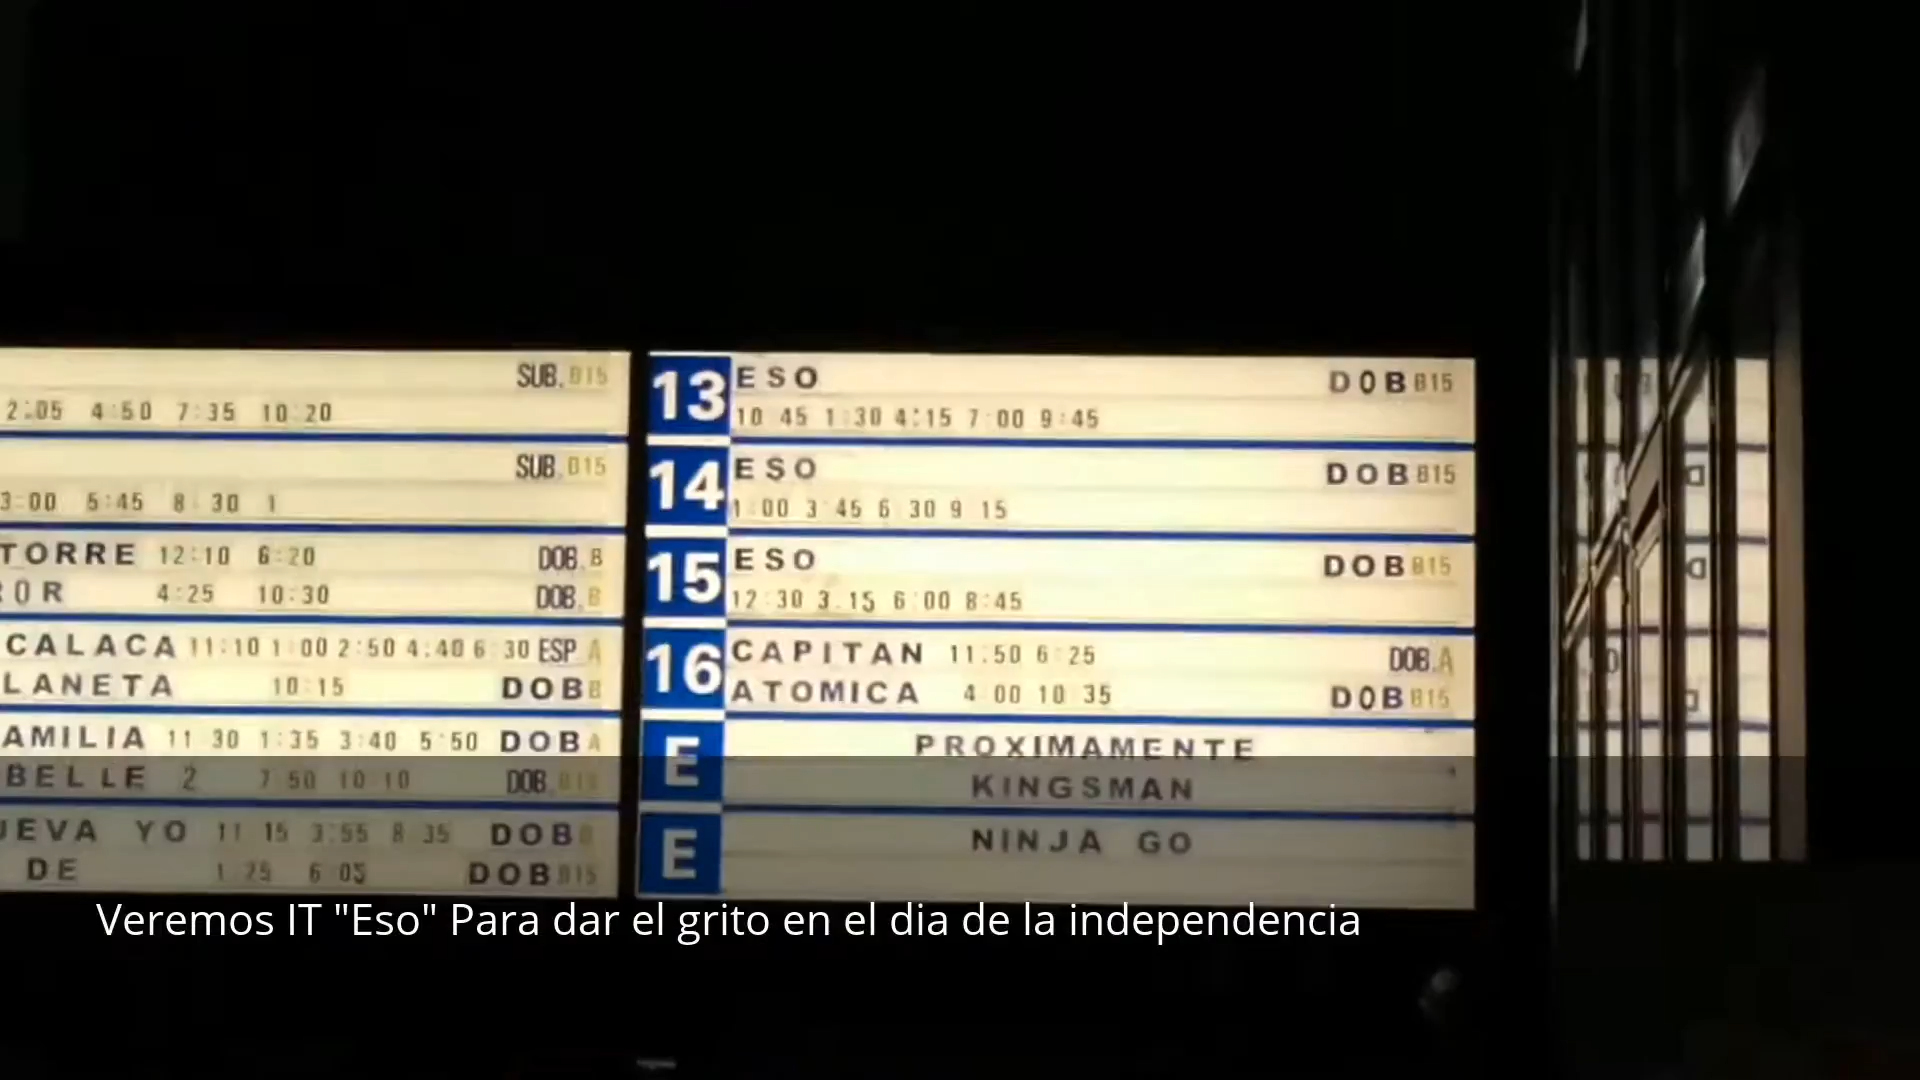 SUB. B15
2:05 4:50 7:35 10:20
SUB. B15
3:00 5:45 8:30 1
TORRE 12:10 6:20 DOB. B
ROR 4:25 10:30 DOB. B
CALACA 11:10 1:00 2:50 4:40 6:30 ESP A
LANETA 10:15 DOB B
AMILIA 11 30 1:35 3:40 5:50 DOB A
BELLE 2 7 50 10 10 DOB. B15
UEVA YO 11 15 3:55 8 35 DOB B
DE 1 25 6 05 DOB B15
13 ESO DOB B15
10 45 1:30 4:15 7:00 9:45
14 ESO DOB B15
1:00 3:45 6 30 9 15
15 ESO DOB B15
12:30 3.15 6:00 8:45
16 CAPITAN 11.50 6:25 DOB.A
ATOMICA 4 00 10 35 DOB B15
E PROXIMAMENTE
KINGSMAN
E NINJA GO
Veremos IT "Eso" Para dar el grito en el dia de la independencia